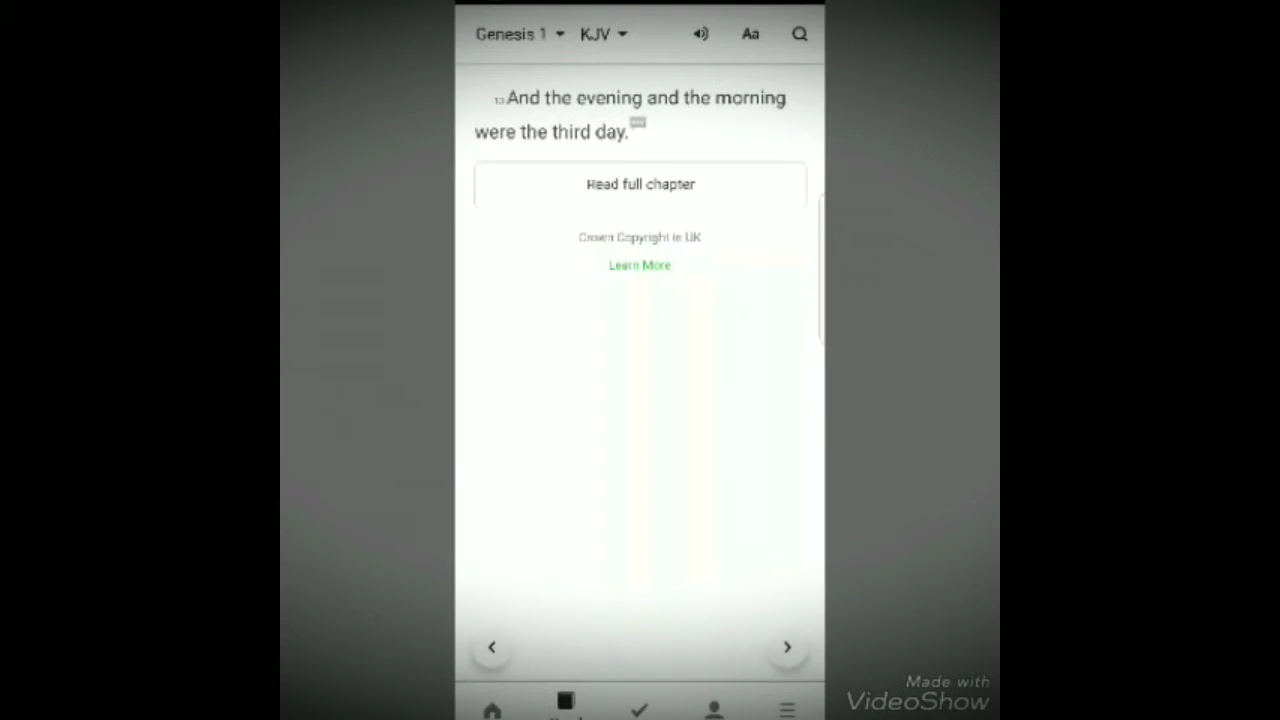 Genesis 1 KJV Aa
13 And the evening and the morning
were the third day.
Read full chapter
Crown Copyright in UK
Learn More
Made with
VideoShow